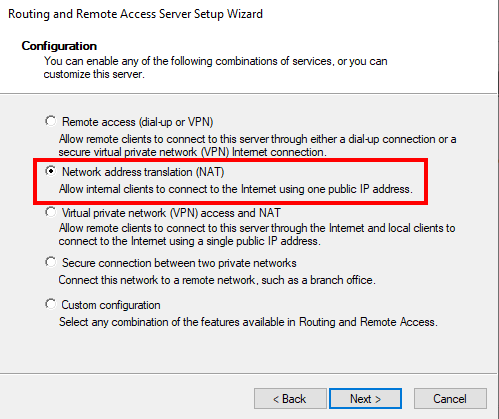 Routing and Remote Access Server Setup Wizard
Configuration
You can enable any of the following combinations of services, or you can
customize this server.
Remote access (dial-up or VPN)
Allow remote clients to connect to this server through either a dial-up connection or a
secure virtual private network (VPN) Internet connection.
Network address translation (NAT)
Allow internal clients to connect to the Internet using one public IP address.
Virtual private network (VPN) access and NAT
Allow remote clients to connect to this server through the Internet and local clients to
connect to the Internet using a single public IP address.
Secure connection between two private networks
Connect this network to a remote network, such as a branch office.
Custom configuration
Select any combination of the features available in Routing and Remote Access.
< Back Next > Cancel